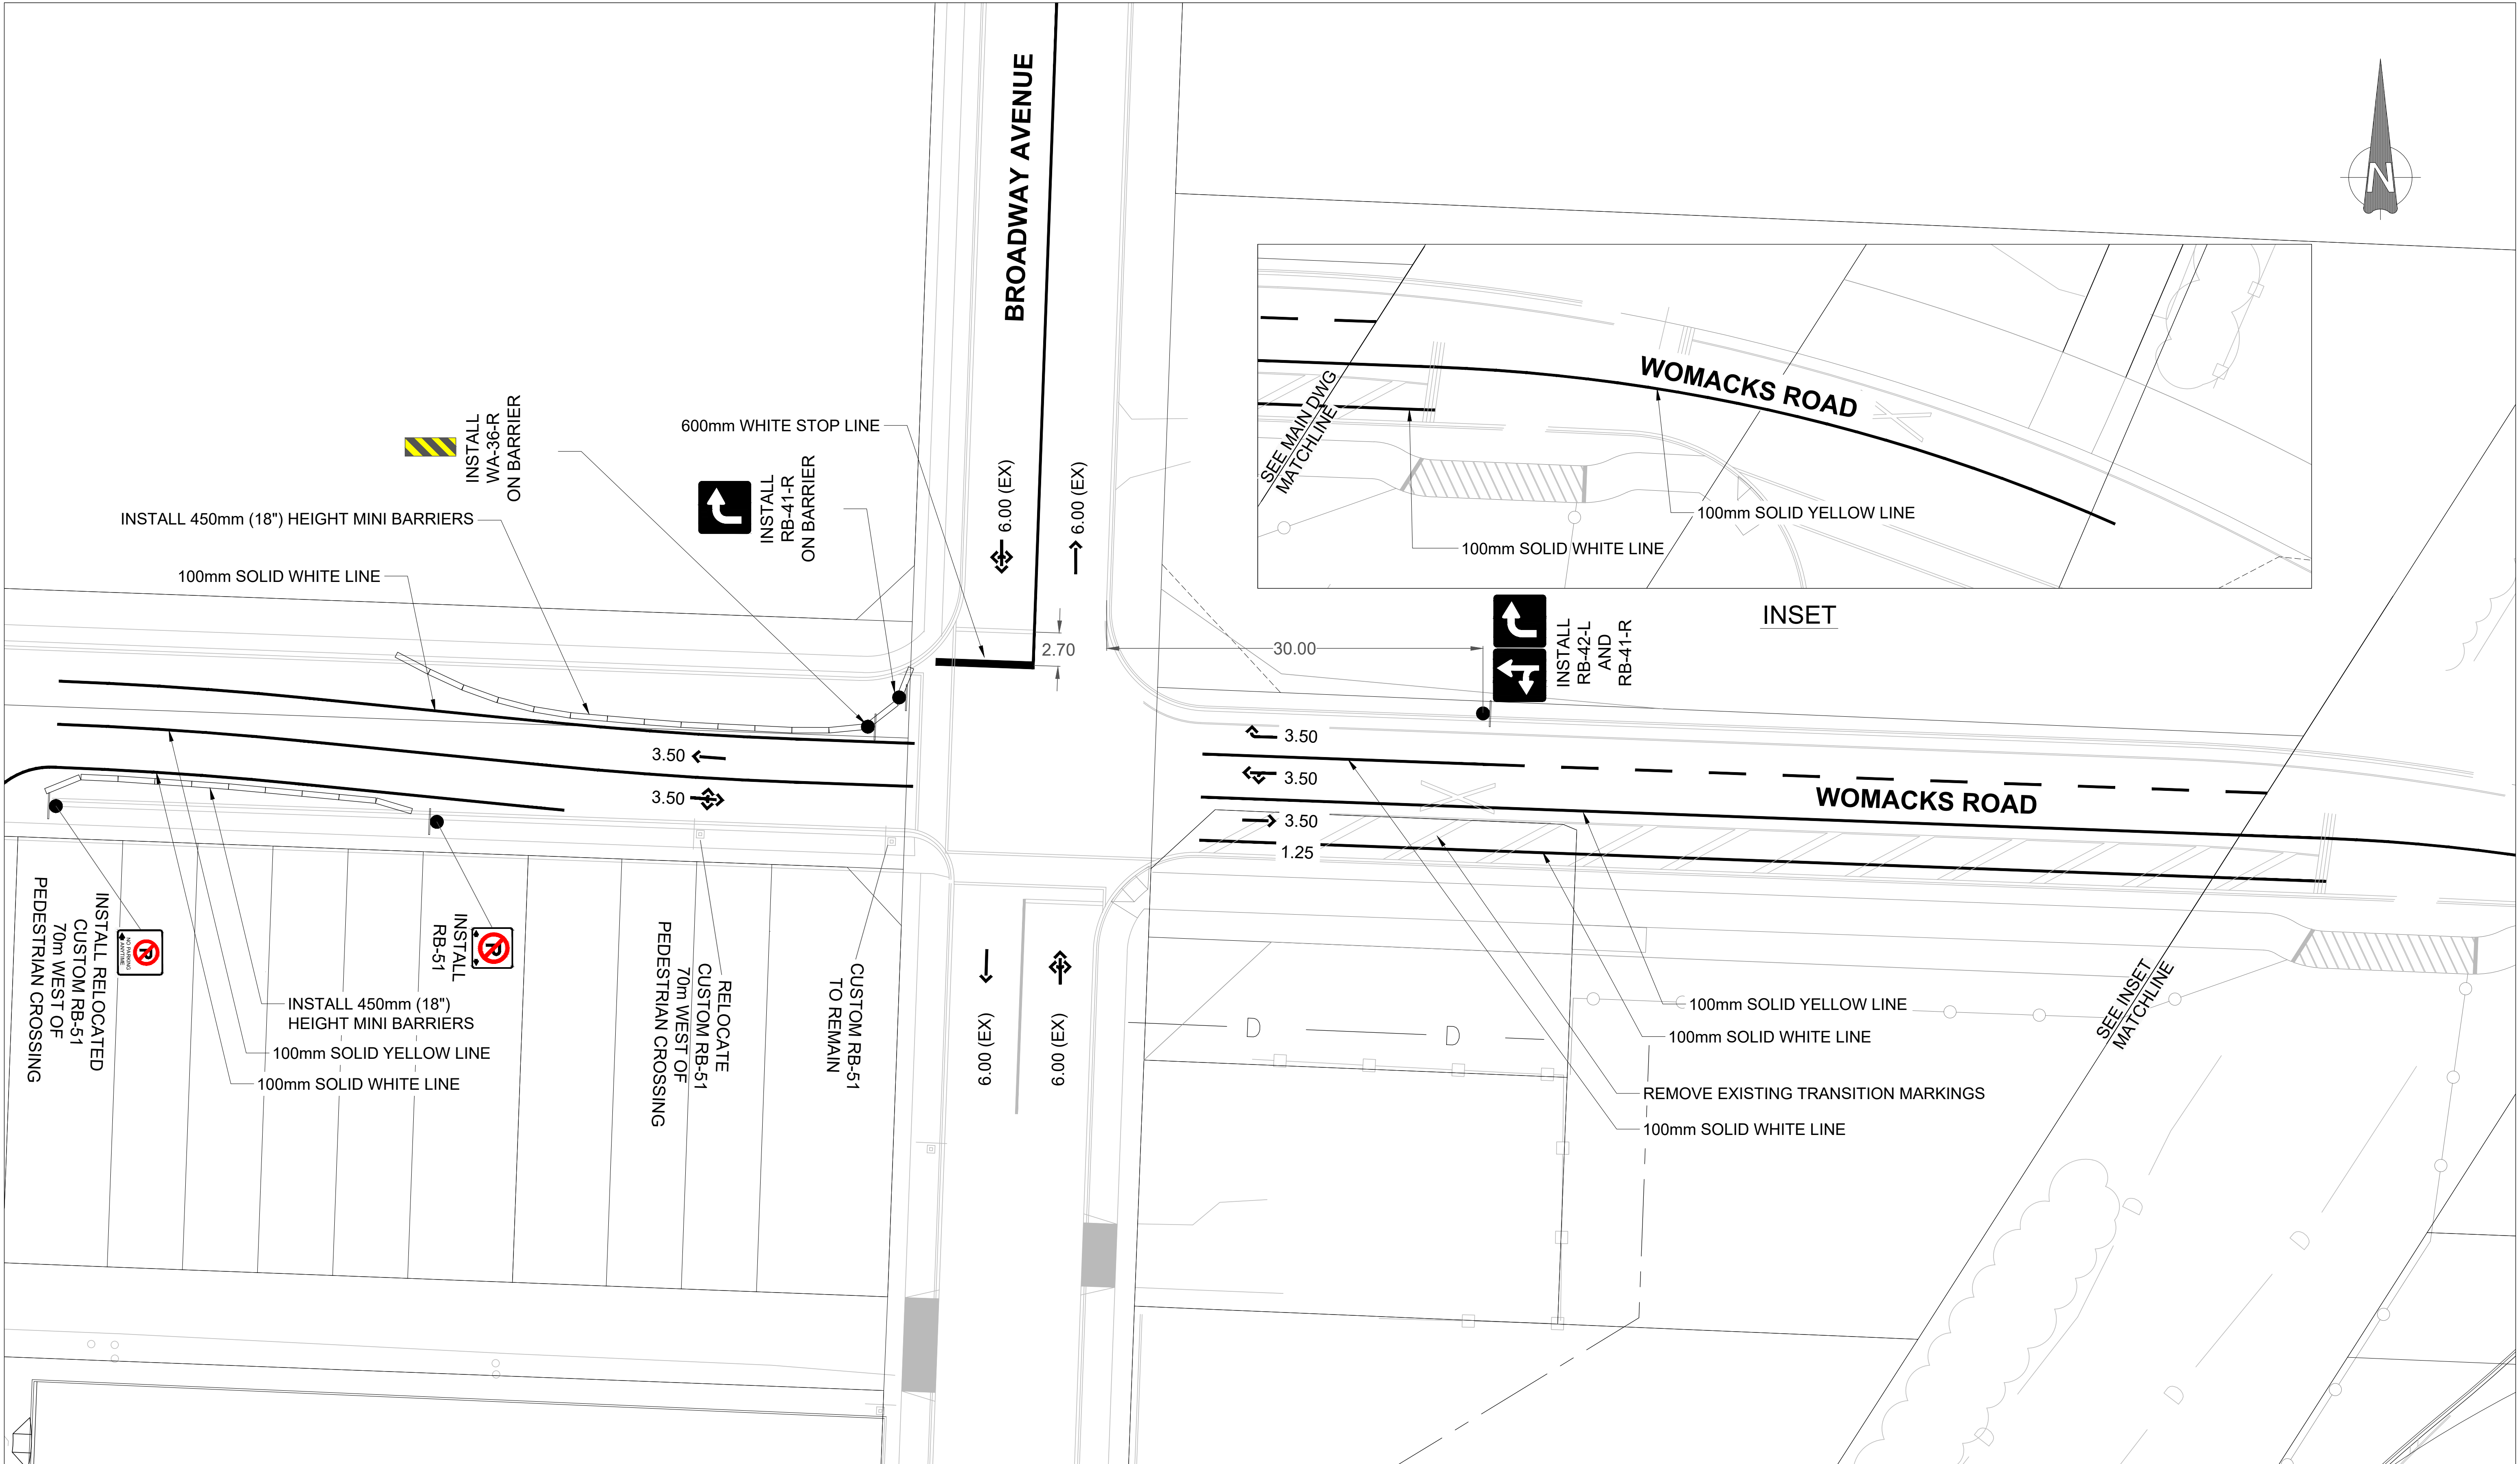 BROADWAY AVENUE
N
INSTALL
WA-36-R
ON BARRIER
600mm WHITE STOP LINE
INSTALL
RB-41-R
ON BARRIER
6.00 (EX)
6.00 (EX)
INSTALL 450mm (18") HEIGHT MINI BARRIERS
100mm SOLID WHITE LINE
2.70
30.00
SEE MAIN DWG
MATCHLINE
WOMACKS ROAD
100mm SOLID YELLOW LINE
100mm SOLID WHITE LINE
INSET
INSTALL
RB-42-L
AND
RB-41-R
3.50
3.50
3.50
3.50
3.50
1.25
WOMACKS ROAD
INSTALL RELOCATED
CUSTOM RB-51
70m WEST OF
PEDESTRIAN CROSSING
P
NO PARKING
ANYTIME
INSTALL
RB-51
P
RELOCATE
CUSTOM RB-51
70m WEST OF
PEDESTRIAN CROSSING
CUSTOM RB-51
TO REMAIN
6.00 (EX)
6.00 (EX)
INSTALL 450mm (18")
HEIGHT MINI BARRIERS
100mm SOLID YELLOW LINE
100mm SOLID WHITE LINE
D
D
100mm SOLID YELLOW LINE
100mm SOLID WHITE LINE
REMOVE EXISTING TRANSITION MARKINGS
100mm SOLID WHITE LINE
SEE INSET
MATCHLINE
D
D
D
D